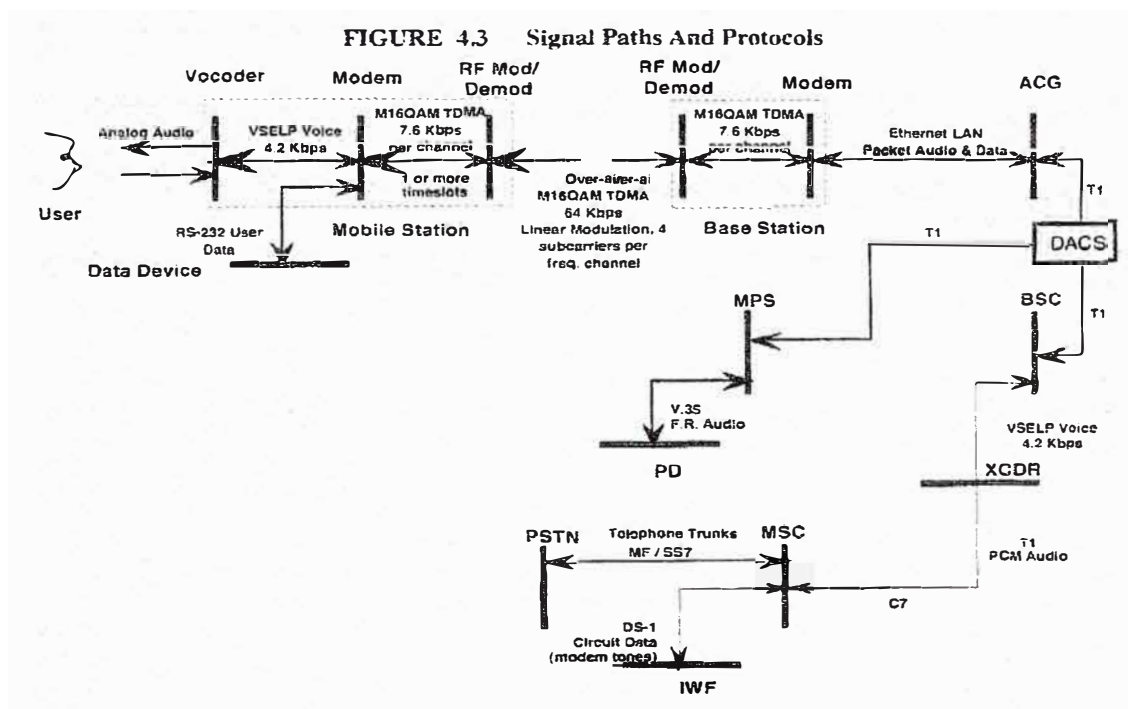 FIGURE 4.3 Signal Paths And Protocols
Vocoder
Modem
RF Mod/
Demod
RF Mod/
Demod
Modem
ACG
Analog Audio
VSELP Voice
4.2 Kbps
M16QAM TDMA
7.6 Kbps
per channel
1 or more
timeslots
M16QAM TDMA
7.6 Kbps
per channel
Ethernet LAN
Packet Audio & Data
User
RS-232 User
Data
Mobile Station
Over-aiver-ai
M16QAM TDMA
64 Kbps
Linear Modulation, 4
subcarriers per
freq. channel
Base Station
T1
T1
DACS
Data Device
MPS
BSC
T1
V.35
F.R. Audio
PD
VSELP Voice
4.2 Kbps
XCDR
PSTN
Telophone Trunks
MF / SS7
MSC
T1
PCM Audio
C7
DS-1
Circuit Data
(modem tones)
IWF